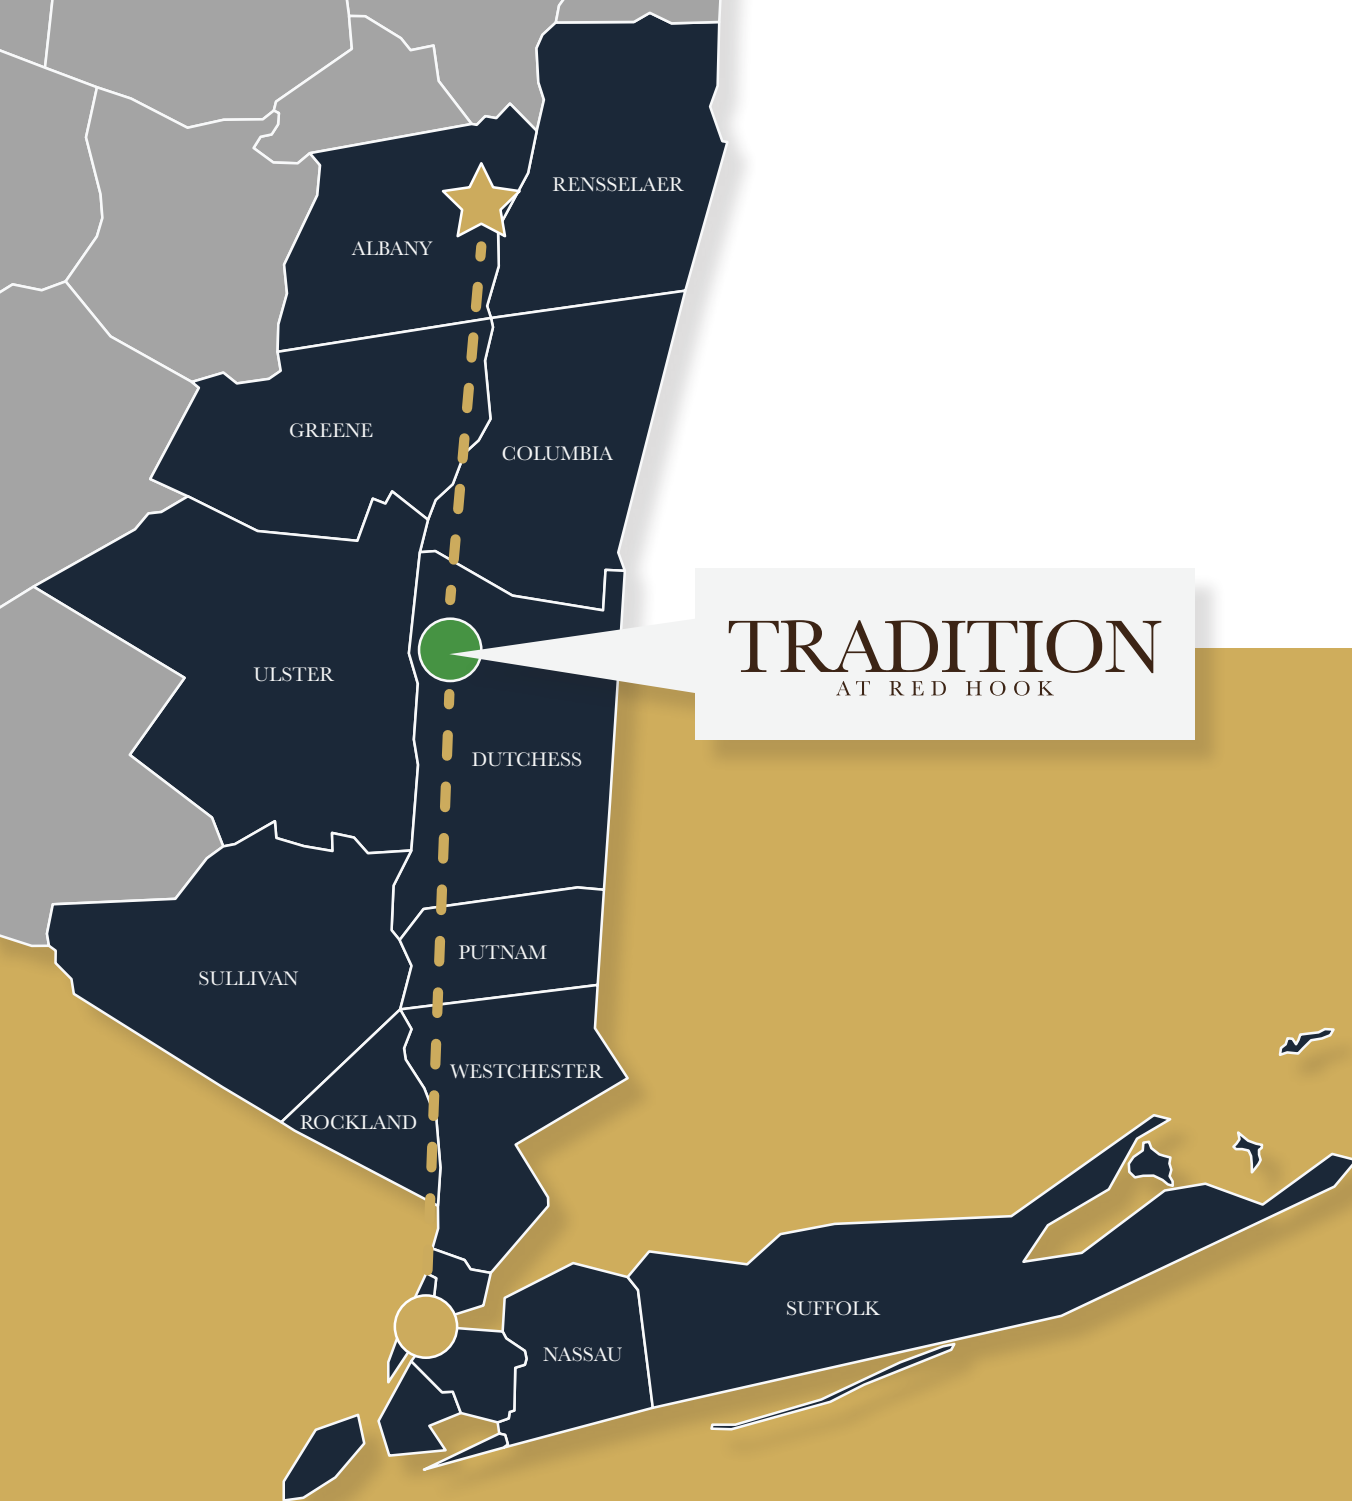 RENSSELAER
ALBANY
GREENE
COLUMBIA
TRADITION
AT RED HOOK
ULSTER
DUTCHESS
PUTNAM
SULLIVAN
WESTCHESTER
ROCKLAND
SUFFOLK
NASSAU